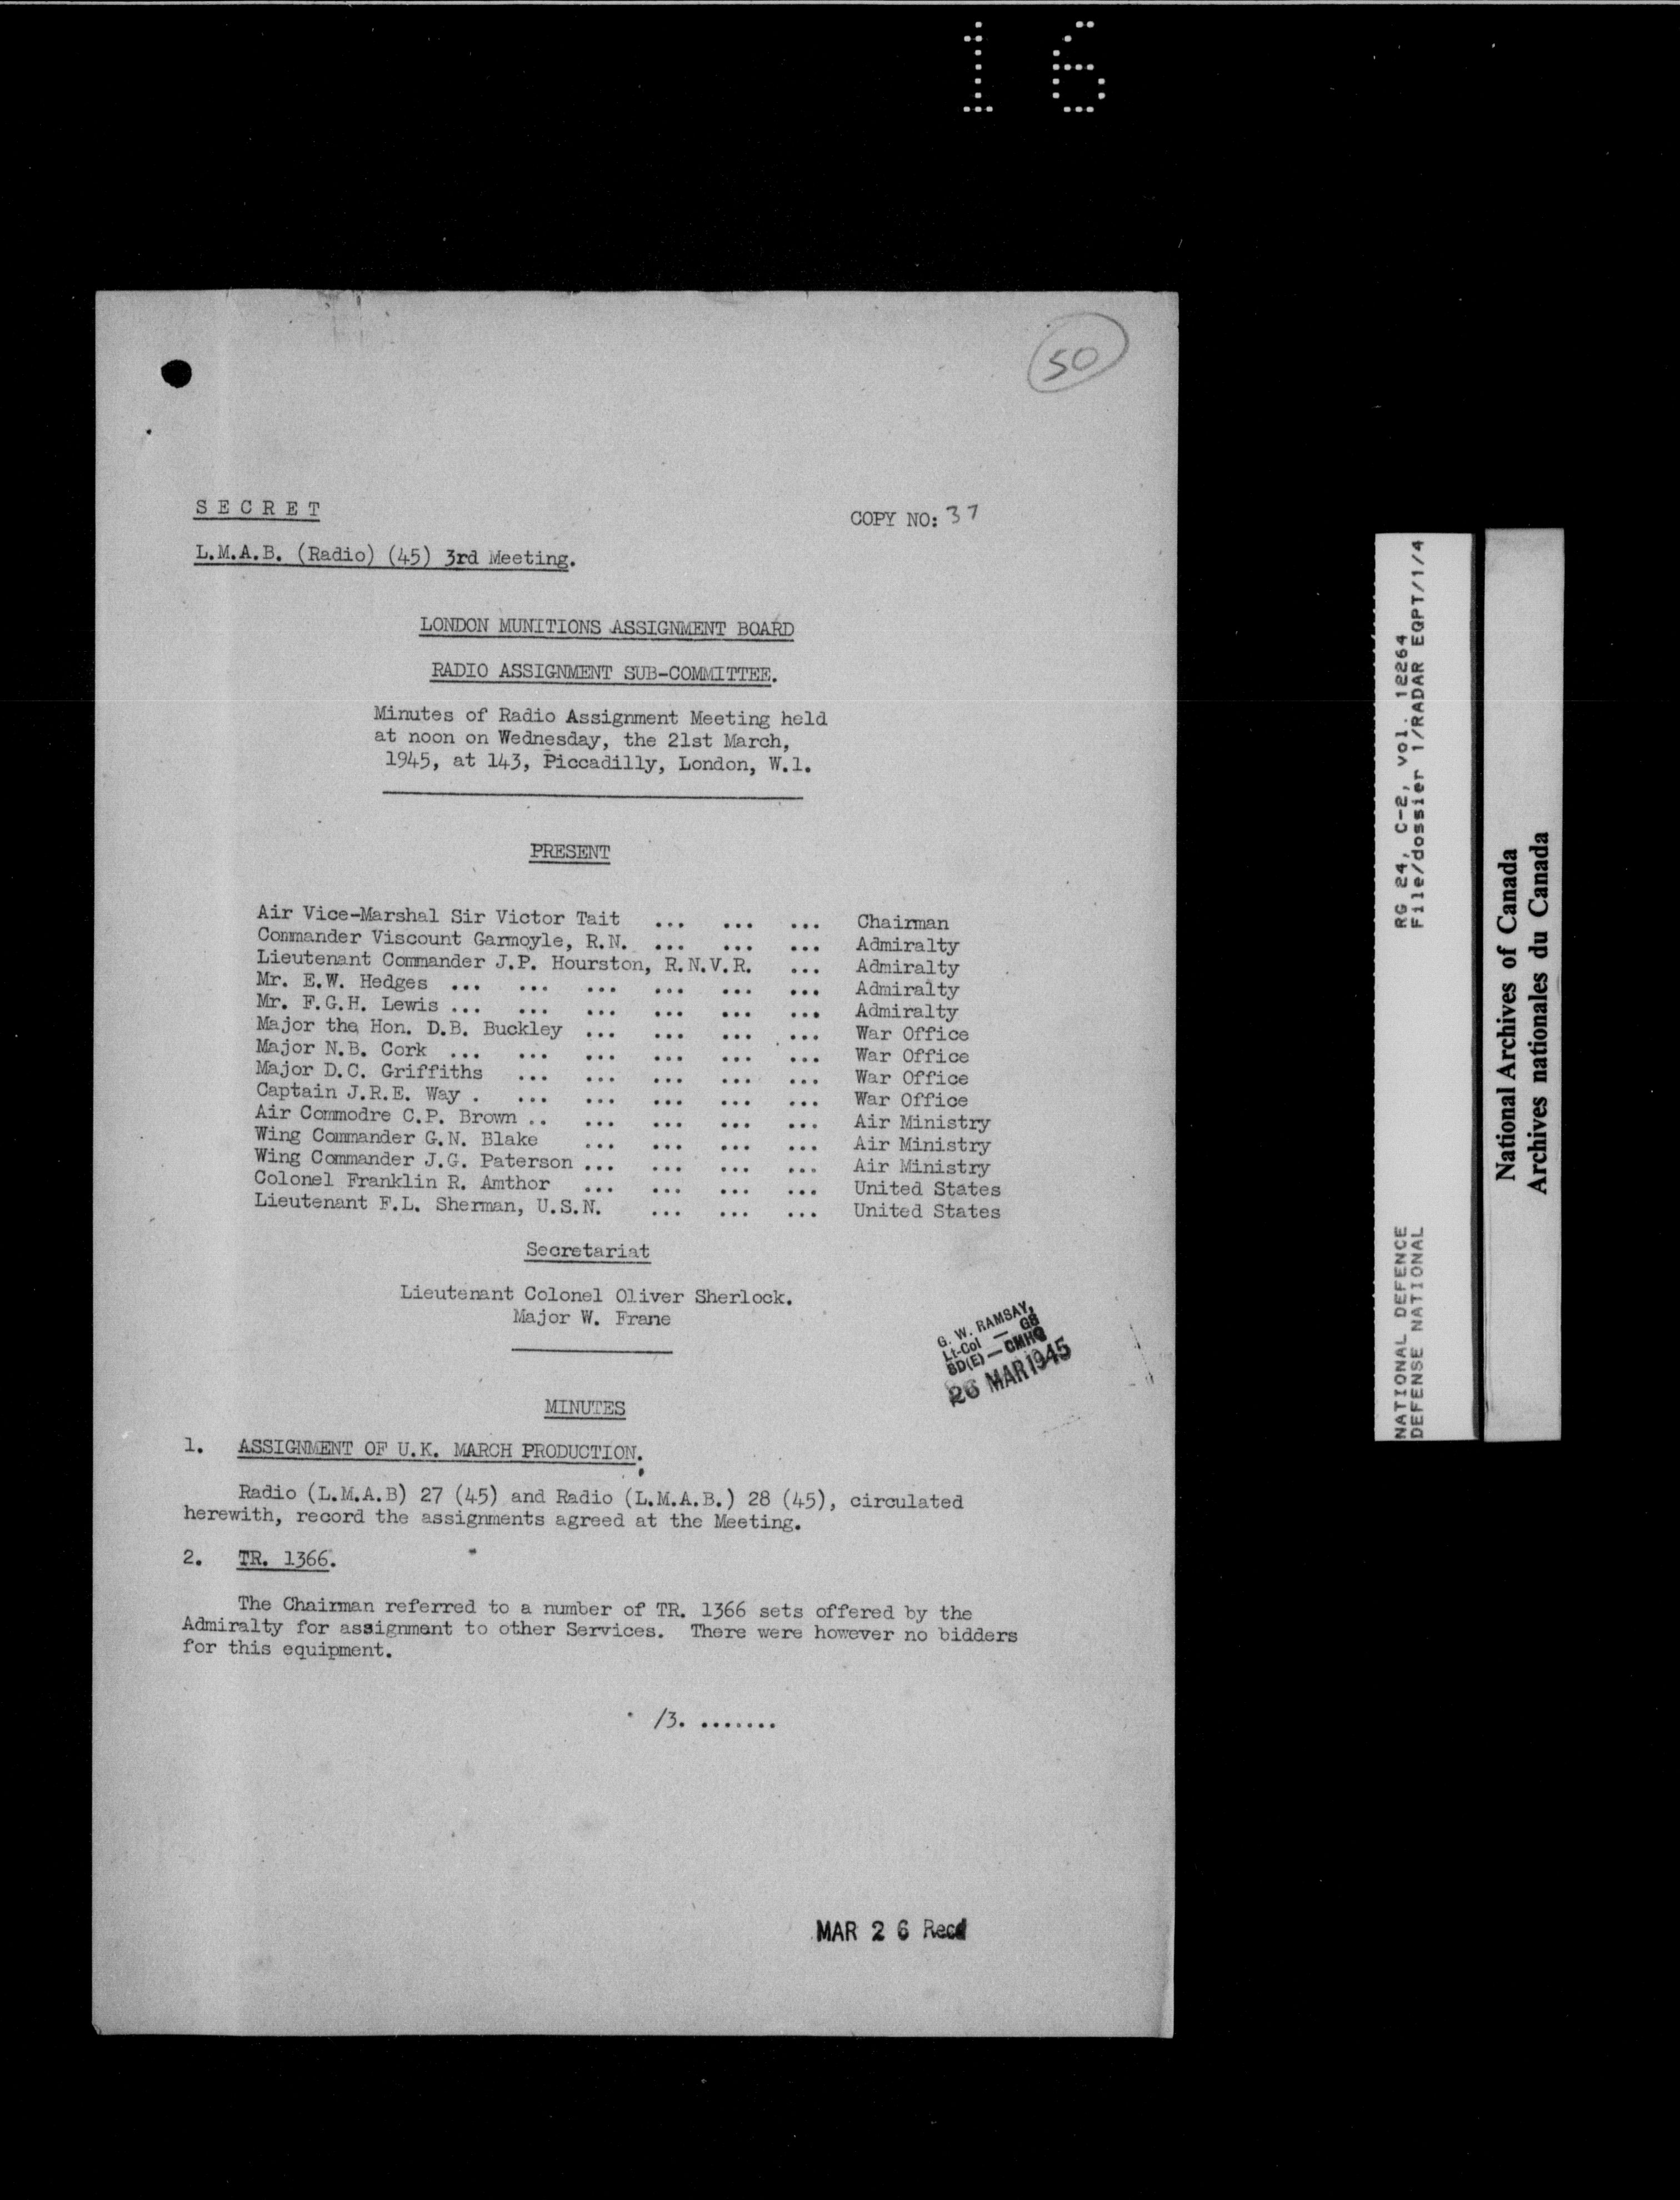 16
50
SECRET
COPY NO: 37
L.M.A.B. (Radio) (45) 3rd Meeting.
LONDON MUNITIONS ASSIGNMENT BOARD
RADIO ASSIGNMENT SUB-COMMITTEE.
Minutes of Radio Assignment Meeting held
at noon on Wednesday, the 21st March,
1945, at 143, Piccadilly, London, W.1.
PRESENT
Air Vice-Marshal Sir Victor Tait ... ... ... Chairman
Commander Viscount Garmoyle, R.N. ... ... ... Admiralty
Lieutenant Commander J.P. Hourston, R.N.V.R. ... Admiralty
Mr. E.W. Hedges ... ... ... ... ... ... Admiralty
Mr. F.G.H. Lewis ... ... ... ... ... ... Admiralty
Major the Hon. D.B. Buckley ... ... ... ... War Office
Major N.B. Cork ... ... ... ... ... ... War Office
Major D.C. Griffiths ... ... ... ... ... War Office
Captain J.R.E. Way . ... ... ... ... ... War Office
Air Commodre C.P. Brown .. ... ... ... ... Air Ministry
Wing Commander G.N. Blake ... ... ... ... Air Ministry
Wing Commander J.G. Paterson ... ... ... ... Air Ministry
Colonel Franklin R. Amthor ... ... ... ... United States
Lieutenant F.L. Sherman, U.S.N. ... ... ... United States
Secretariat
Lieutenant Colonel Oliver Sherlock.
Major W. Frane
G. W. RAMSAY,
Lt-Col — GS
SD(E) — CMHQ
26 MAR 1945
MINUTES
1. ASSIGNMENT OF U.K. MARCH PRODUCTION.
Radio (L.M.A.B) 27 (45) and Radio (L.M.A.B.) 28 (45), circulated
herewith, record the assignments agreed at the Meeting.
2. TR. 1366.
The Chairman referred to a number of TR. 1366 sets offered by the
Admiralty for assignment to other Services. There were however no bidders
for this equipment.
/3. .......
MAR 26 Recd
NATIONAL DEFENCE RG 24, C-2, vol. 12264
DEFENSE NATIONAL File/dossier 1/RADAR EQPT/1/4
National Archives of Canada
Archives nationales du Canada